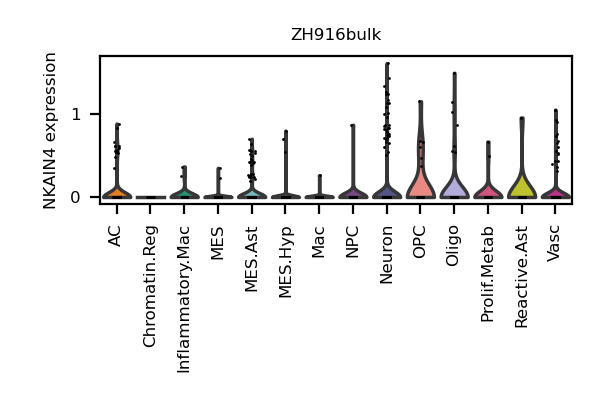 ZH916bulk
NKAIN4 expression
1
0
AC
Chromatin.Reg
Inflammatory.Mac
MES
MES.Ast
MES.Hyp
Mac
NPC
Neuron
OPC
Oligo
Prolif.Metab
Reactive.Ast
Vasc